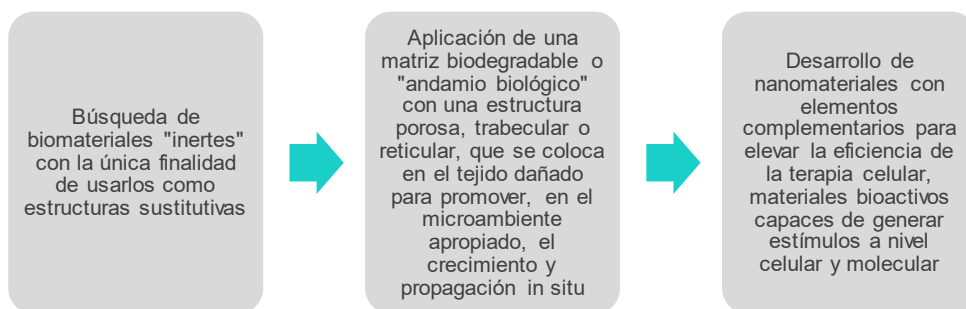 Búsqueda de
biomateriales "inertes"
con la única finalidad
de usarlos como
estructuras sustitutivas
Aplicación de una
matriz biodegradable o
"andamio biológico"
con una estructura
porosa, trabecular o
reticular, que se coloca
en el tejido dañado
para promover, en el
microambiente
apropiado, el
crecimiento y
propagación in situ
Desarrollo de
nanomateriales con
elementos
complementarios para
elevar la eficiencia de
la terapia celular,
materiales bioactivos
capaces de generar
estímulos a nivel
celular y molecular